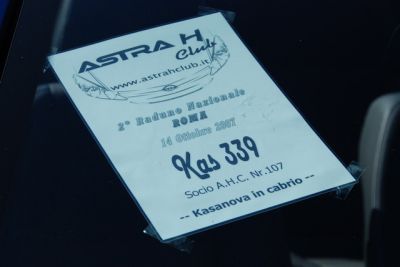 ASTRA H
Club
www.astrahclub.it
2° Raduno Nazionale
ROMA
14 Ottobre 2007
Kas 339
Socio A.H.C. Nr.107
-- Kasanova in cabrio --